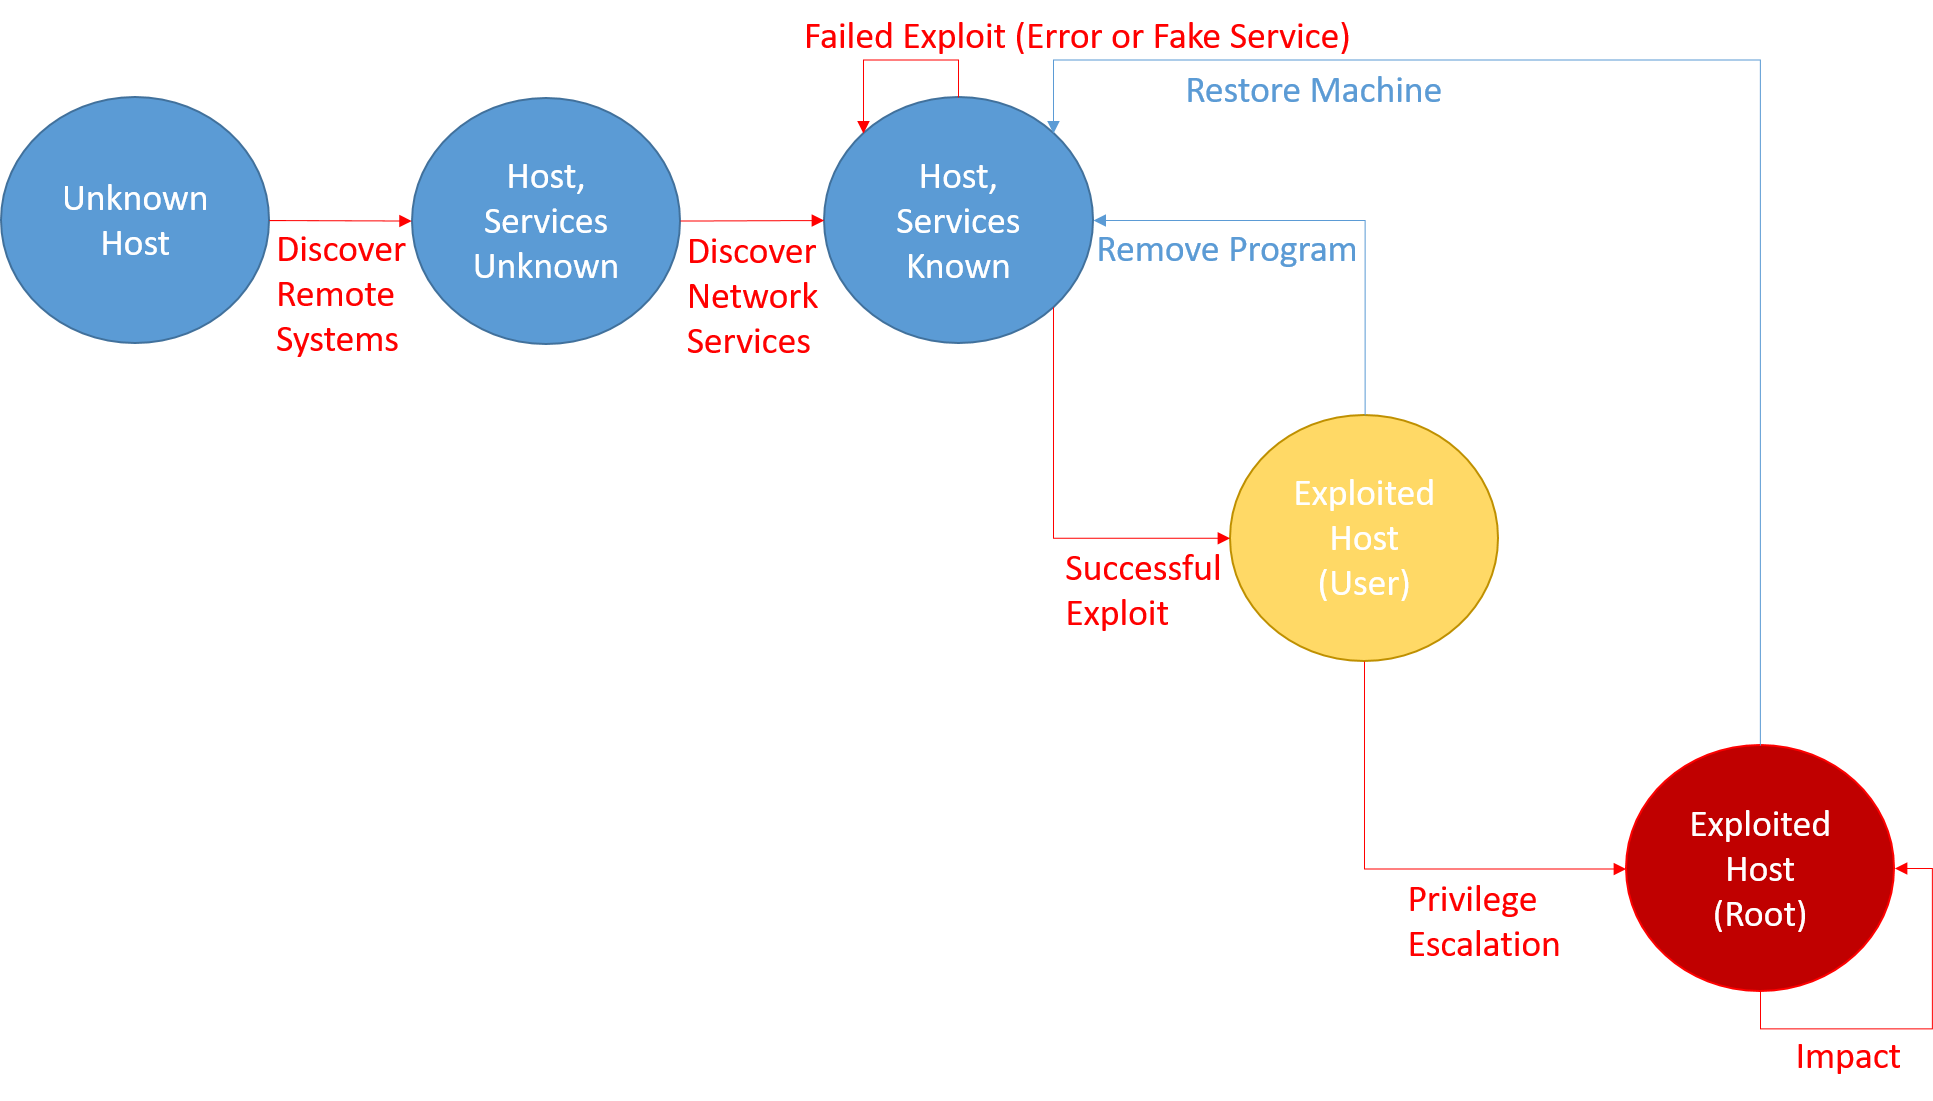 Failed Exploit (Error or Fake Service)
Restore Machine
Unknown
Host
Discover
Remote
Systems
Host,
Services
Unknown
Discover
Network
Services
Host,
Services
Known
Remove Program
Successful
Exploit
Exploited
Host
(User)
Privilege
Escalation
Exploited
Host
(Root)
Impact